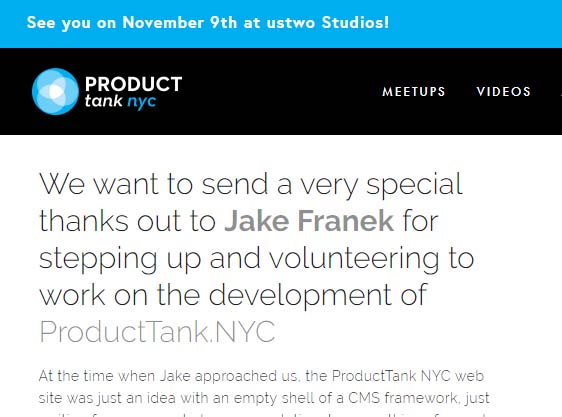 See you on November 9th at ustwo Studios!
PRODUCT
tank nyc
MEETUPS VIDEOS
We want to send a very special
thanks out to Jake Franek for
stepping up and volunteering to
work on the development of
ProductTank.NYC
At the time when Jake approached us, the ProductTank NYC web
site was just an idea with an empty shell of a CMS framework, just